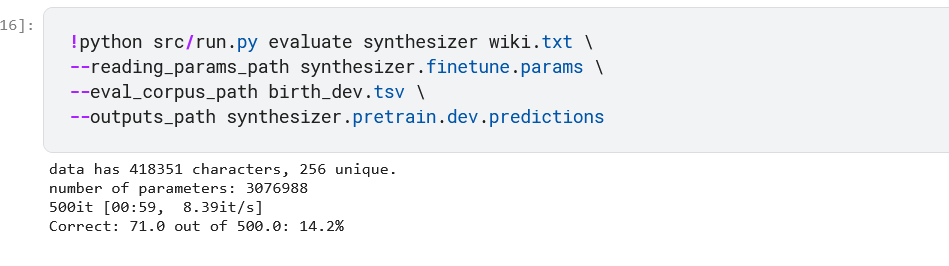 16]:
!python src/run.py evaluate synthesizer wiki.txt \
--reading_params_path synthesizer.finetune.params \
--eval_corpus_path birth_dev.tsv \
--outputs_path synthesizer.pretrain.dev.predictions
data has 418351 characters, 256 unique.
number of parameters: 3076988
500it [00:59,  8.39it/s]
Correct: 71.0 out of 500.0: 14.2%